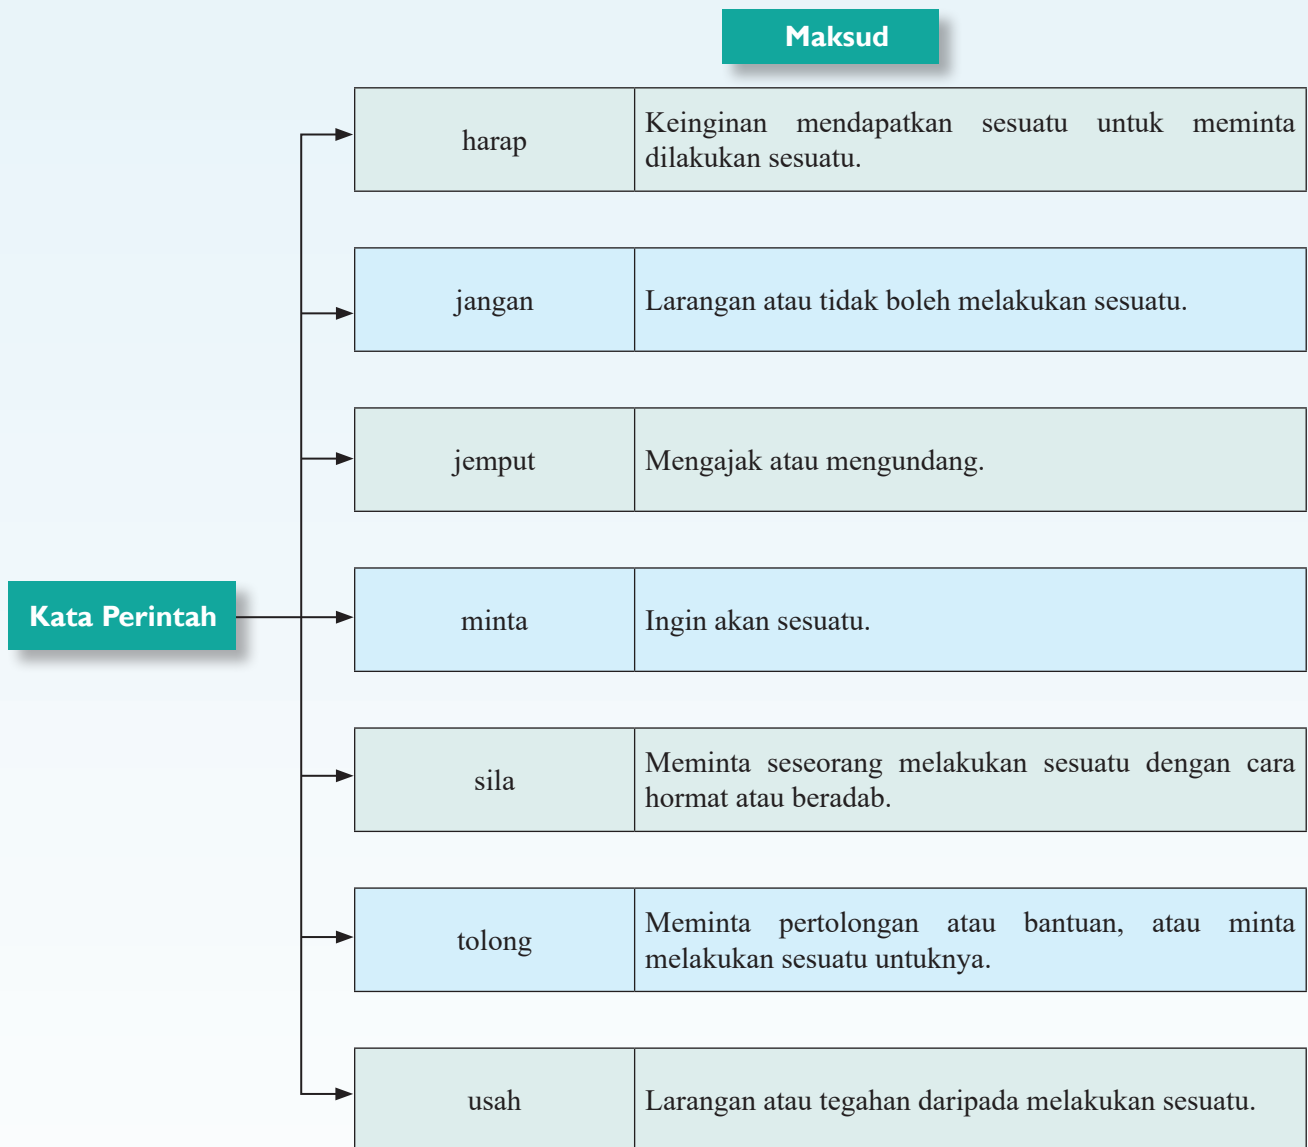 Maksud
harap
Keinginan mendapatkan sesuatu untuk meminta
dilakukan sesuatu.
jangan
Larangan atau tidak boleh melakukan sesuatu.
jemput
Mengajak atau mengundang.
Kata Perintah
minta
Ingin akan sesuatu.
sila
Meminta seseorang melakukan sesuatu dengan cara
hormat atau beradab.
tolong
Meminta pertolongan atau bantuan, atau minta
melakukan sesuatu untuknya.
usah
Larangan atau tegahan daripada melakukan sesuatu.